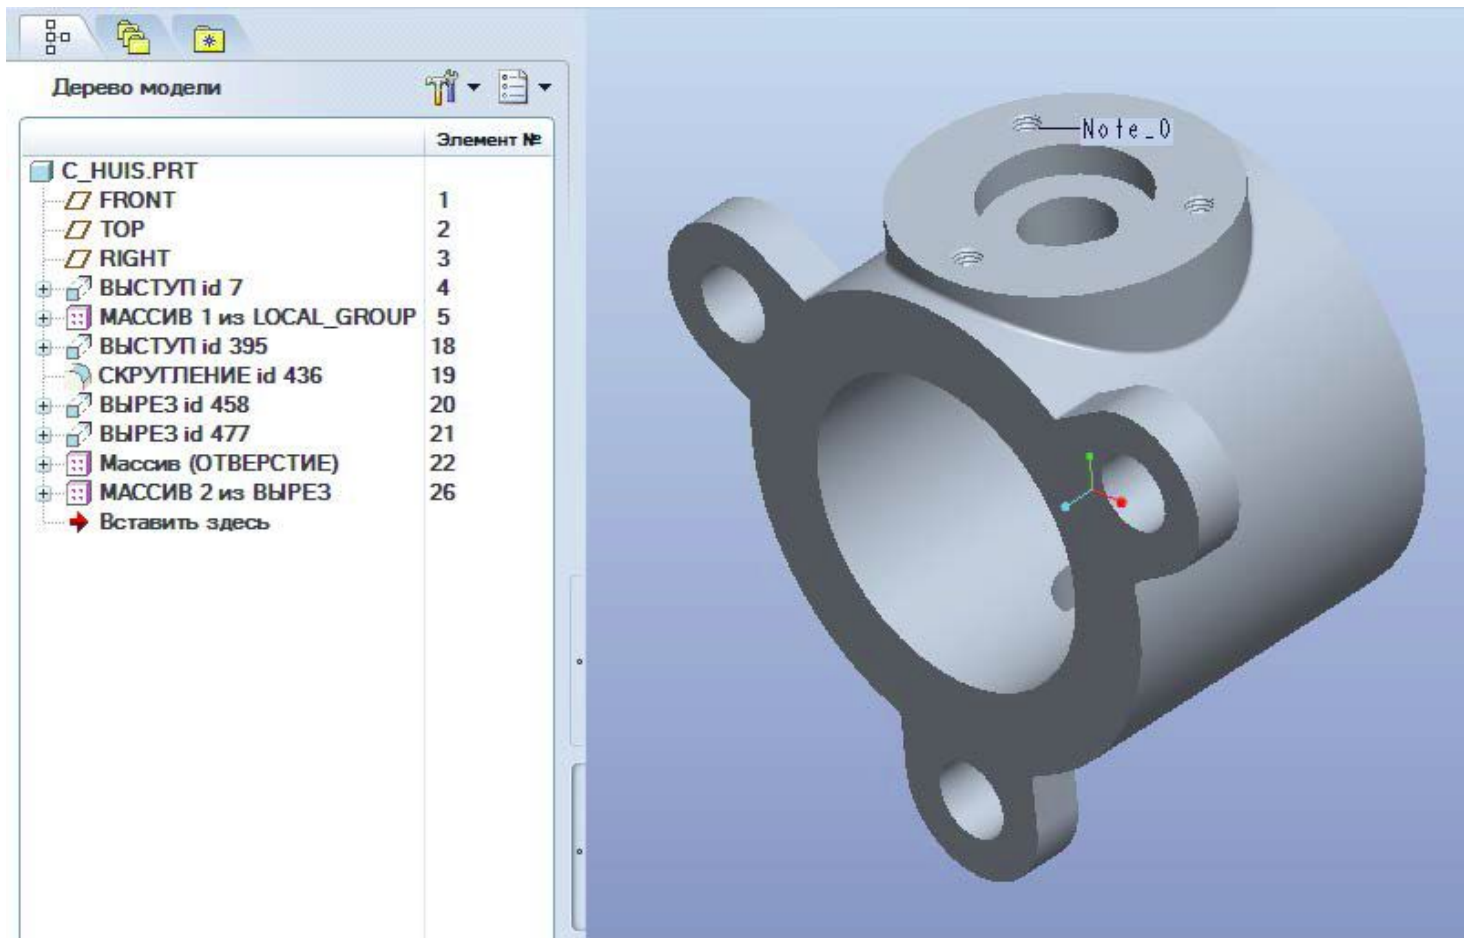 Дерево модели
Элемент №
C_HUIS.PRT
FRONT 1
TOP 2
RIGHT 3
ВЫСТУП id 7 4
МАССИВ 1 из LOCAL_GROUP 5
ВЫСТУП id 395 18
СКРУГЛЕНИЕ id 436 19
ВЫРЕЗ id 458 20
ВЫРЕЗ id 477 21
Массив (ОТВЕРСТИЕ) 22
МАССИВ 2 из ВЫРЕЗ 26
Вставить здесь
Note_0